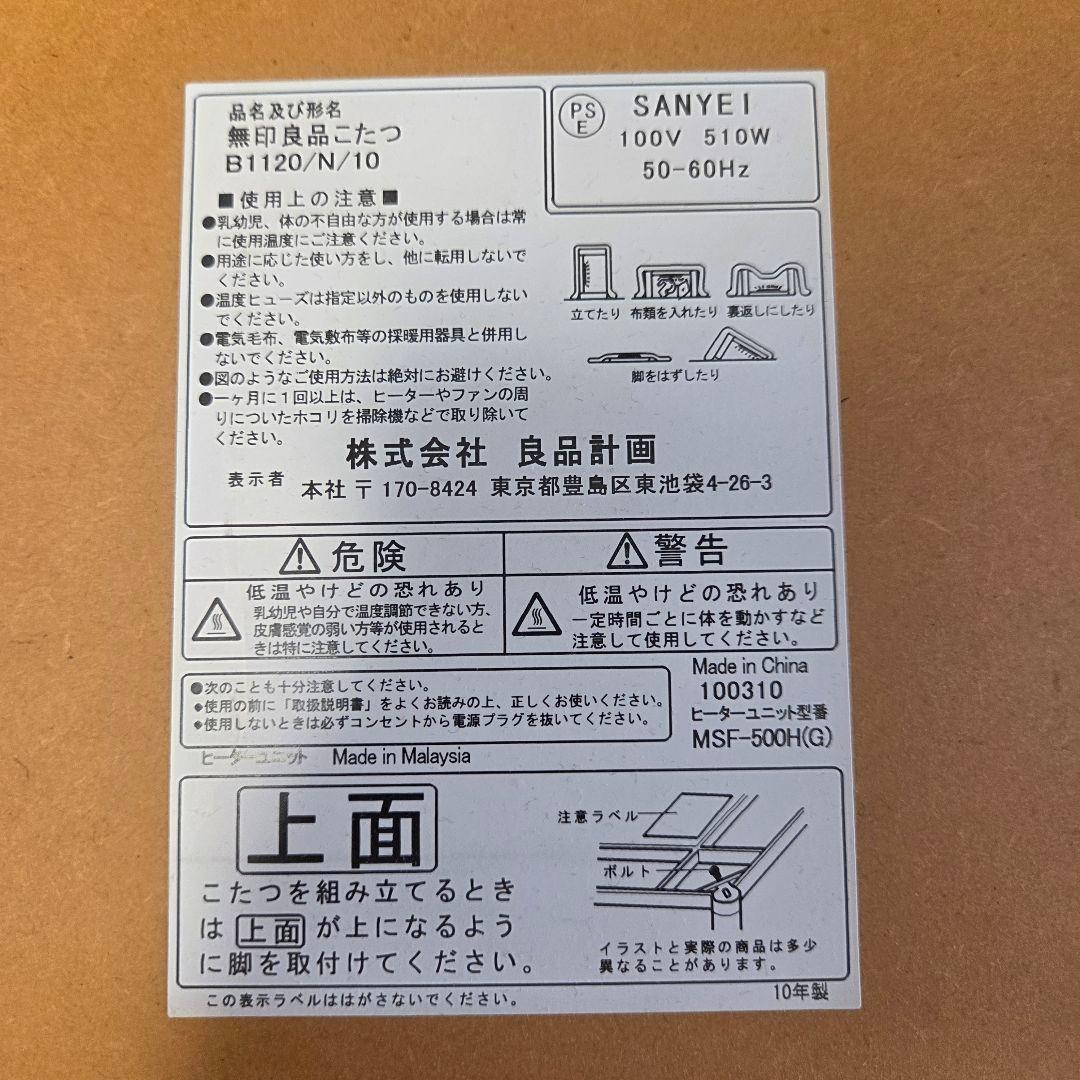 品名及び形名
無印良品こたつ
B1120/N/10
■使用上の注意■
●乳幼児、体の不自由な方が使用する場合は常
に使用温度にご注意ください。
●用途に応じた使い方をし、他に転用しないで
ください。
●温度ヒューズは指定以外のものを使用しない
でください。
●電気毛布、電気敷布等の採暖用器具と併用し
ないでください。
●図のようなご使用方法は絶対にお避けください。
●一ヶ月に1回以上は、ヒーターやファンの周
りについたホコリを掃除機などで取り除いて
ください。
PS
E
SANYEI
100V 510W
50-60Hz
立てたり 布類を入れたり 裏返しにしたり
脚をはずしたり
株式会社 良品計画
表示者 本社 〒170-8424 東京都豊島区東池袋4-26-3
⚠危険
低温やけどの恐れあり
乳幼児や自分で温度調節できない方、
皮膚感覚の弱い方等が使用されると
きは特に注意してください。
⚠警告
低温やけどの恐れあり
一定時間ごとに体を動かすなど
注意して使用してください。
●次のことも十分注意してください。
◆使用の前に「取扱説明書」をよくお読みの上、正しくお使いください。
◆使用しないときは必ずコンセントから電源プラグを抜いてください。
Made in China
100310
ヒーターユニット型番
MSF-500H(G)
ヒーターユニット Made in Malaysia
上面
こたつを組み立てるとき
は 上面 が上になるよう
に脚を取付けてください。
注意ラベル
ボルト
イラストと実際の商品は多少
異なることがあります。
この表示ラベルははがさないでください。
10年製